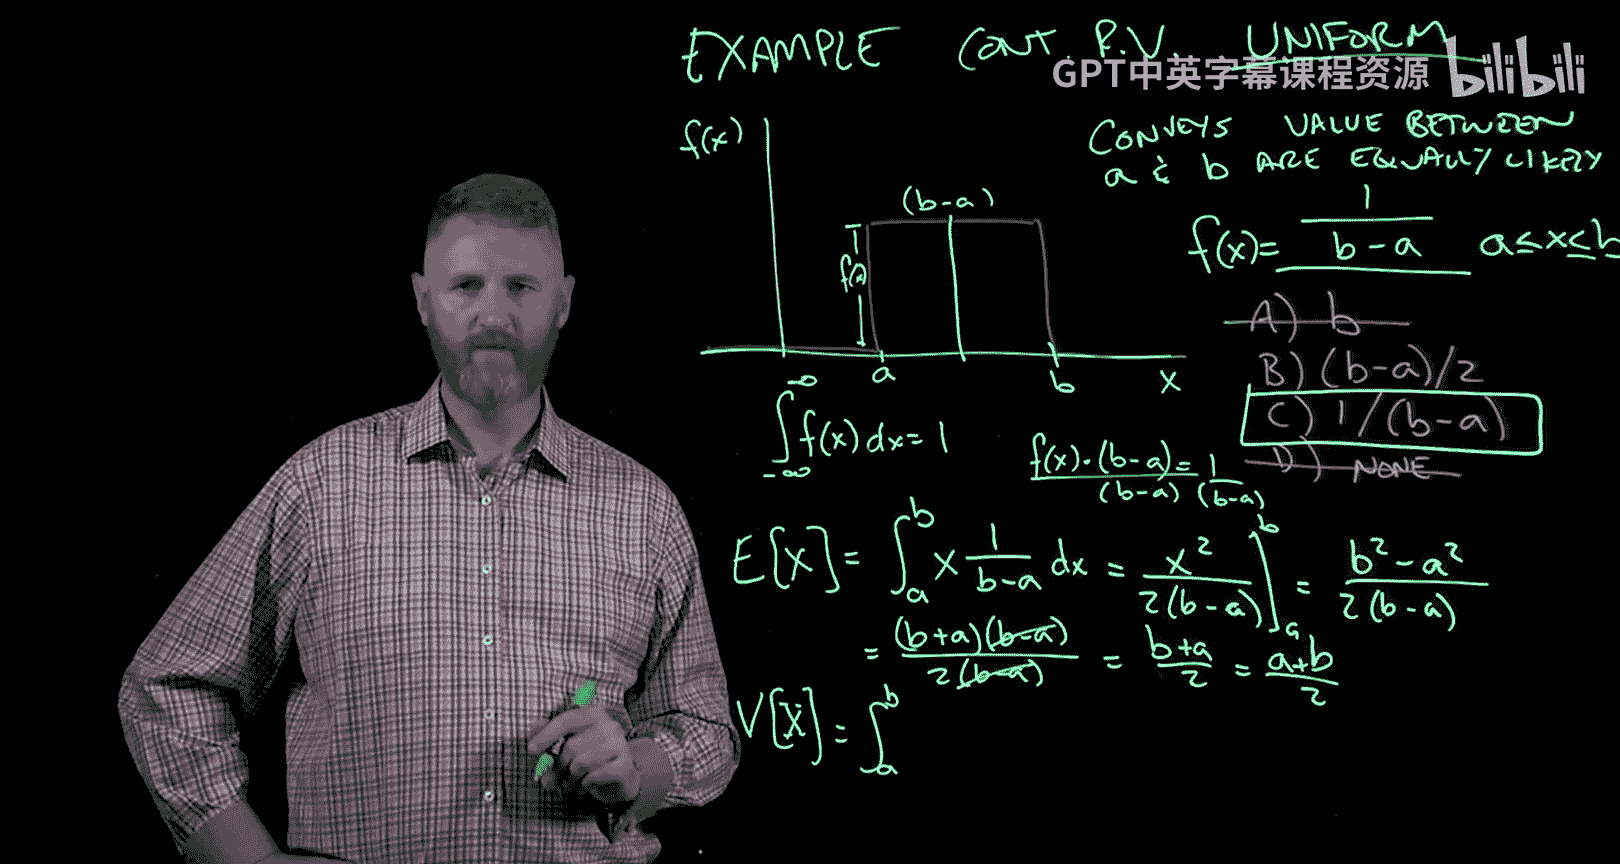 EXAMPLE CONT R.V. UNIFORM
GPT中英字幕课程资源 bilibili
f(x)
CONVEYS VALUE BETWEEN
a & b ARE EQUALLY LIKELY
(b-a)
f(x)= 1/(b-a) a≤x≤b
f(x)
A) b
B) (b-a)/2
C) 1/(b-a)
D) NONE
a b x
∫_{-∞}^{-∞} f(x)dx=1
f(x)·(b-a)/(b-a) = 1/(b-a)
E[X] = ∫_a^b x 1/(b-a) dx = x²/2(b-a) ]_a^b = b²-a²/2(b-a)
= (b+a)(b-a)/2(b-a) = b+a/2 = a+b/2
V[X] = ∫_a^b